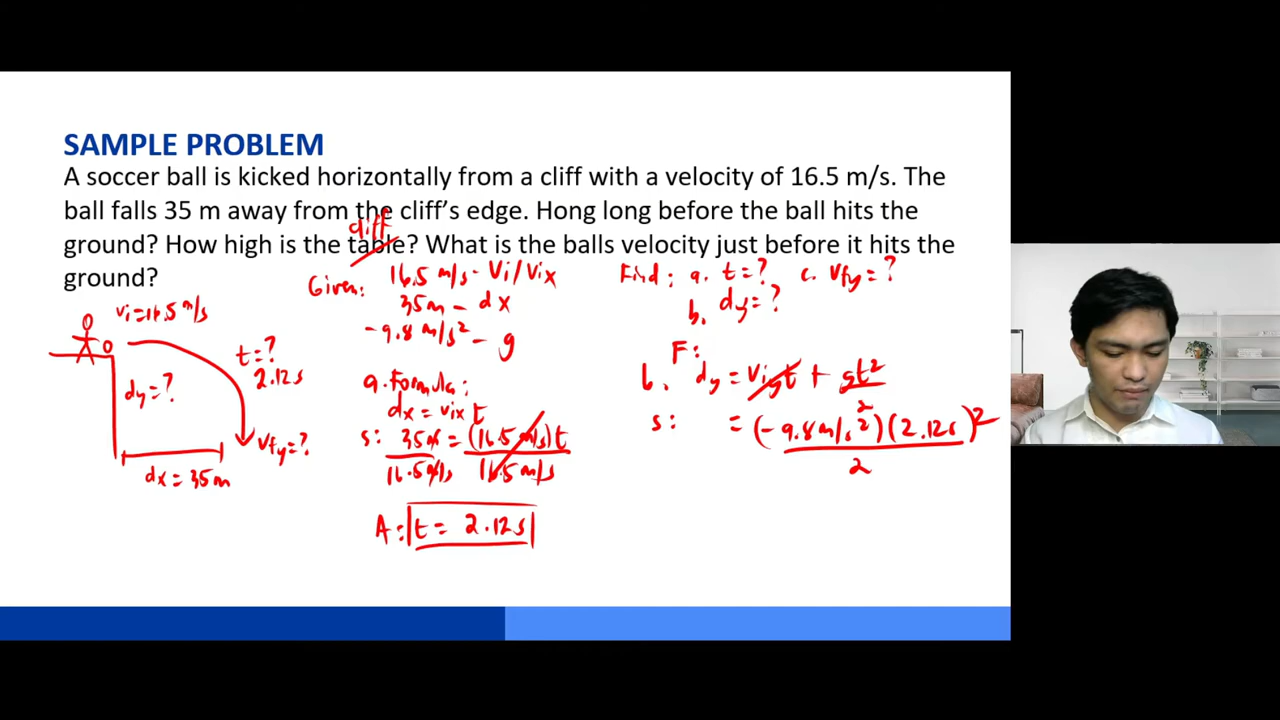 SAMPLE PROBLEM
A soccer ball is kicked horizontally from a cliff with a velocity of 16.5 m/s. The
ball falls 35 m away from the cliff's edge. Hong long before the ball hits the
ground? How high is the table? What is the balls velocity just before it hits the
ground?
cliff
Given: 16.5 m/s - Vi/Vix
35m - dx
-9.8 m/s² - g
vi=16.5 m/s
t=?
2.12s
dy=?
Vfy=?
dx = 35m
a. Formula:
dx = vix t
s: 35m = (16.5 m/s)t
16.5 m/s 16.5 m/s
A: t = 2.12s
Find: a. t=? c. Vfy=?
b. dy=?
F:
b. dy = viyt + gt²
2
s: = (-9.8m/s²)(2.12s)²
2